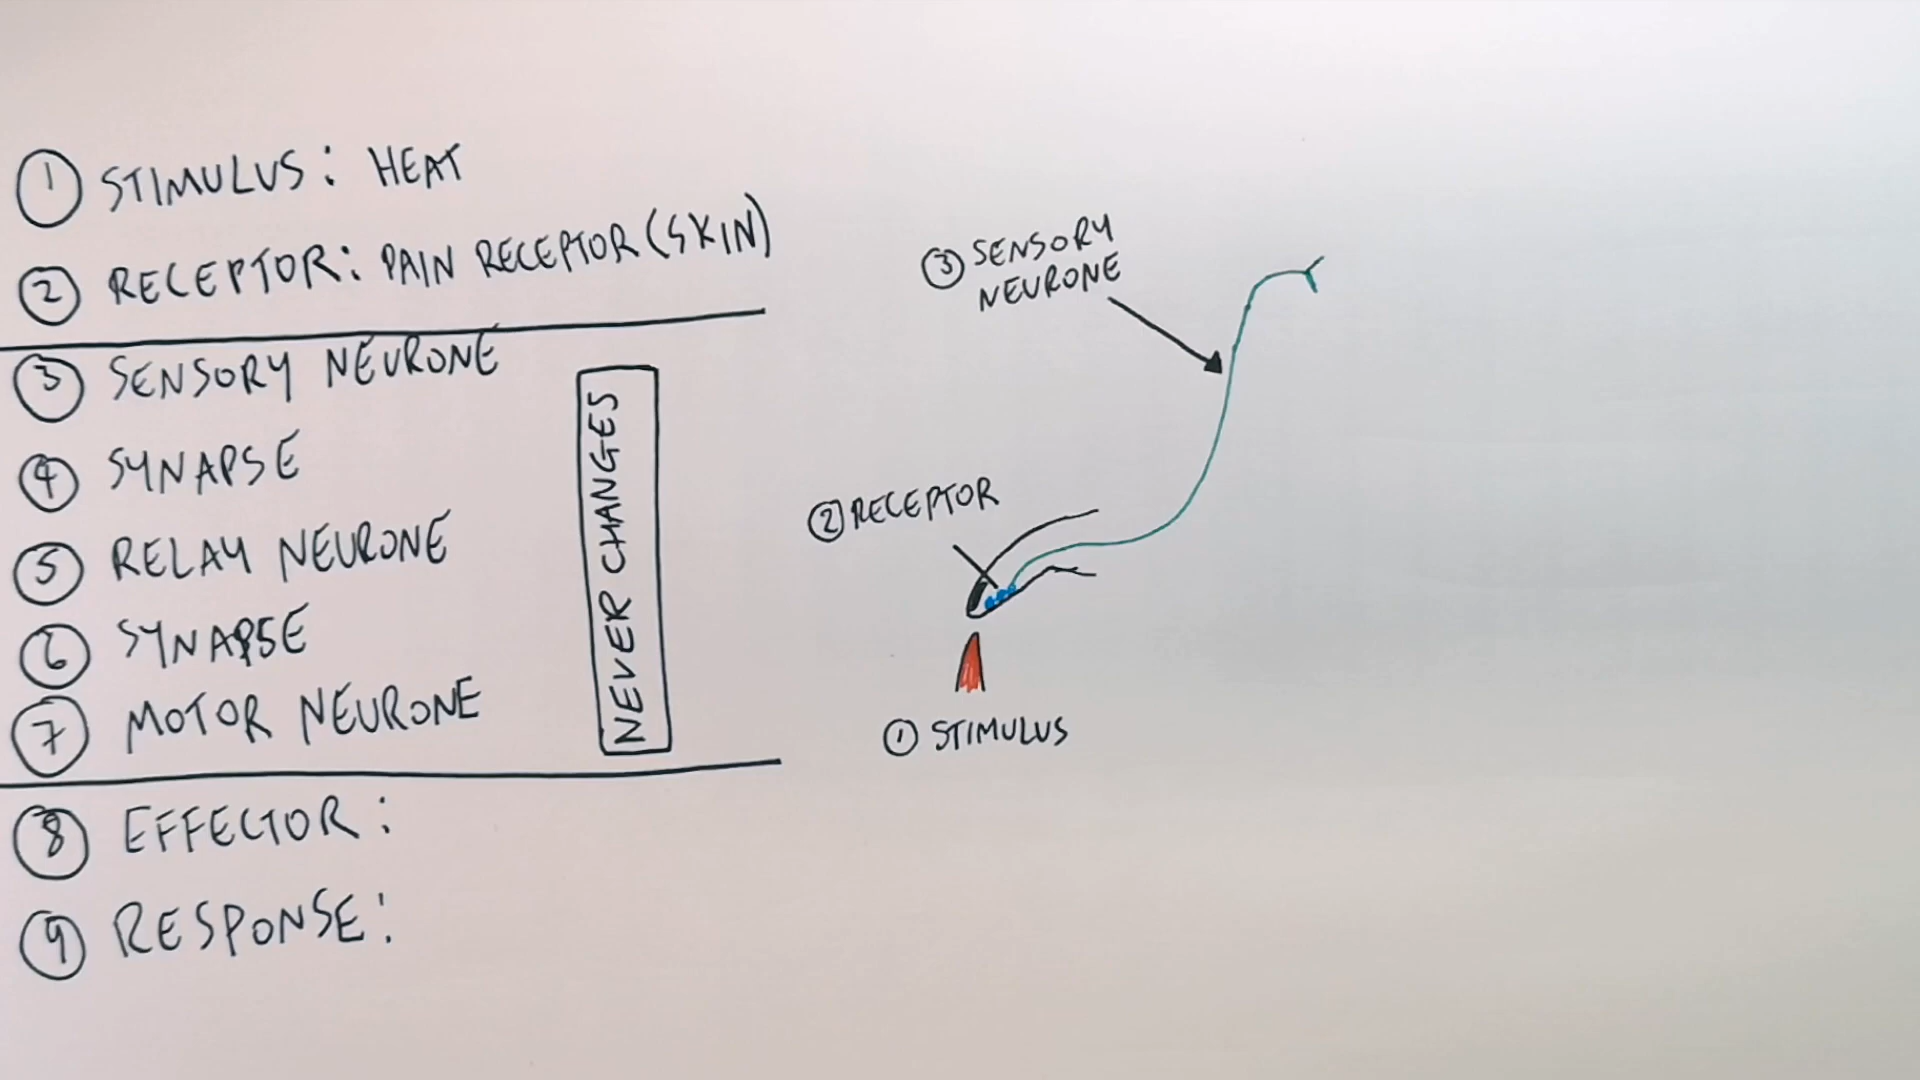 ① STIMULUS: HEAT
② RECEPTOR: PAIN RECEPTOR (SKIN)
③ SENSORY NEURONE
④ SYNAPSE
⑤ RELAY NEURONE
⑥ SYNAPSE
⑦ MOTOR NEURONE
NEVER CHANGES
⑧ EFFECTOR:
⑨ RESPONSE:
③ SENSORY
NEURONE
② RECEPTOR
① STIMULUS